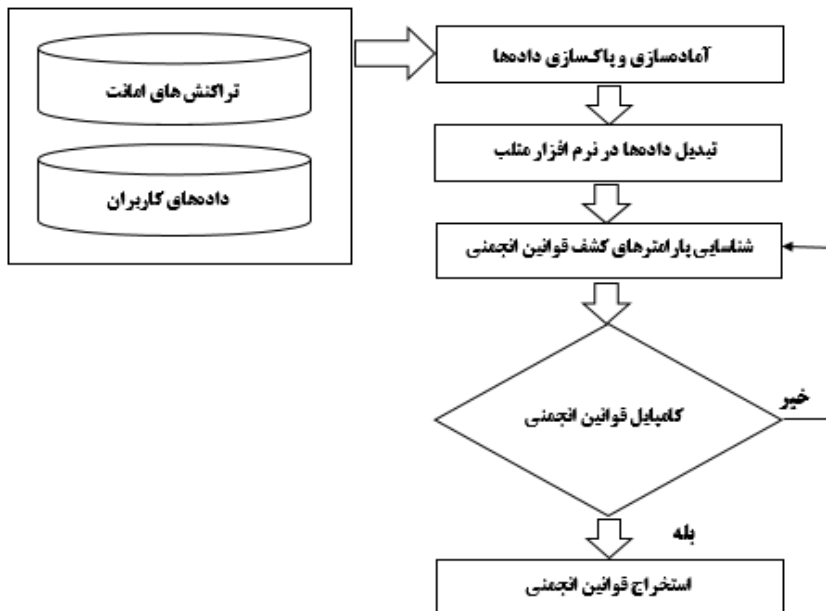 تراکنش های امانت
داده‌های کاربران
آماده‌سازی و پاکسازی داده‌ها
تبدیل داده‌ها در نرم افزار متلب
شناسایی پارامترهای کشف قوانین انجمنی
کامپایل قوانین انجمنی
خیر
بله
استخراج قوانین انجمنی